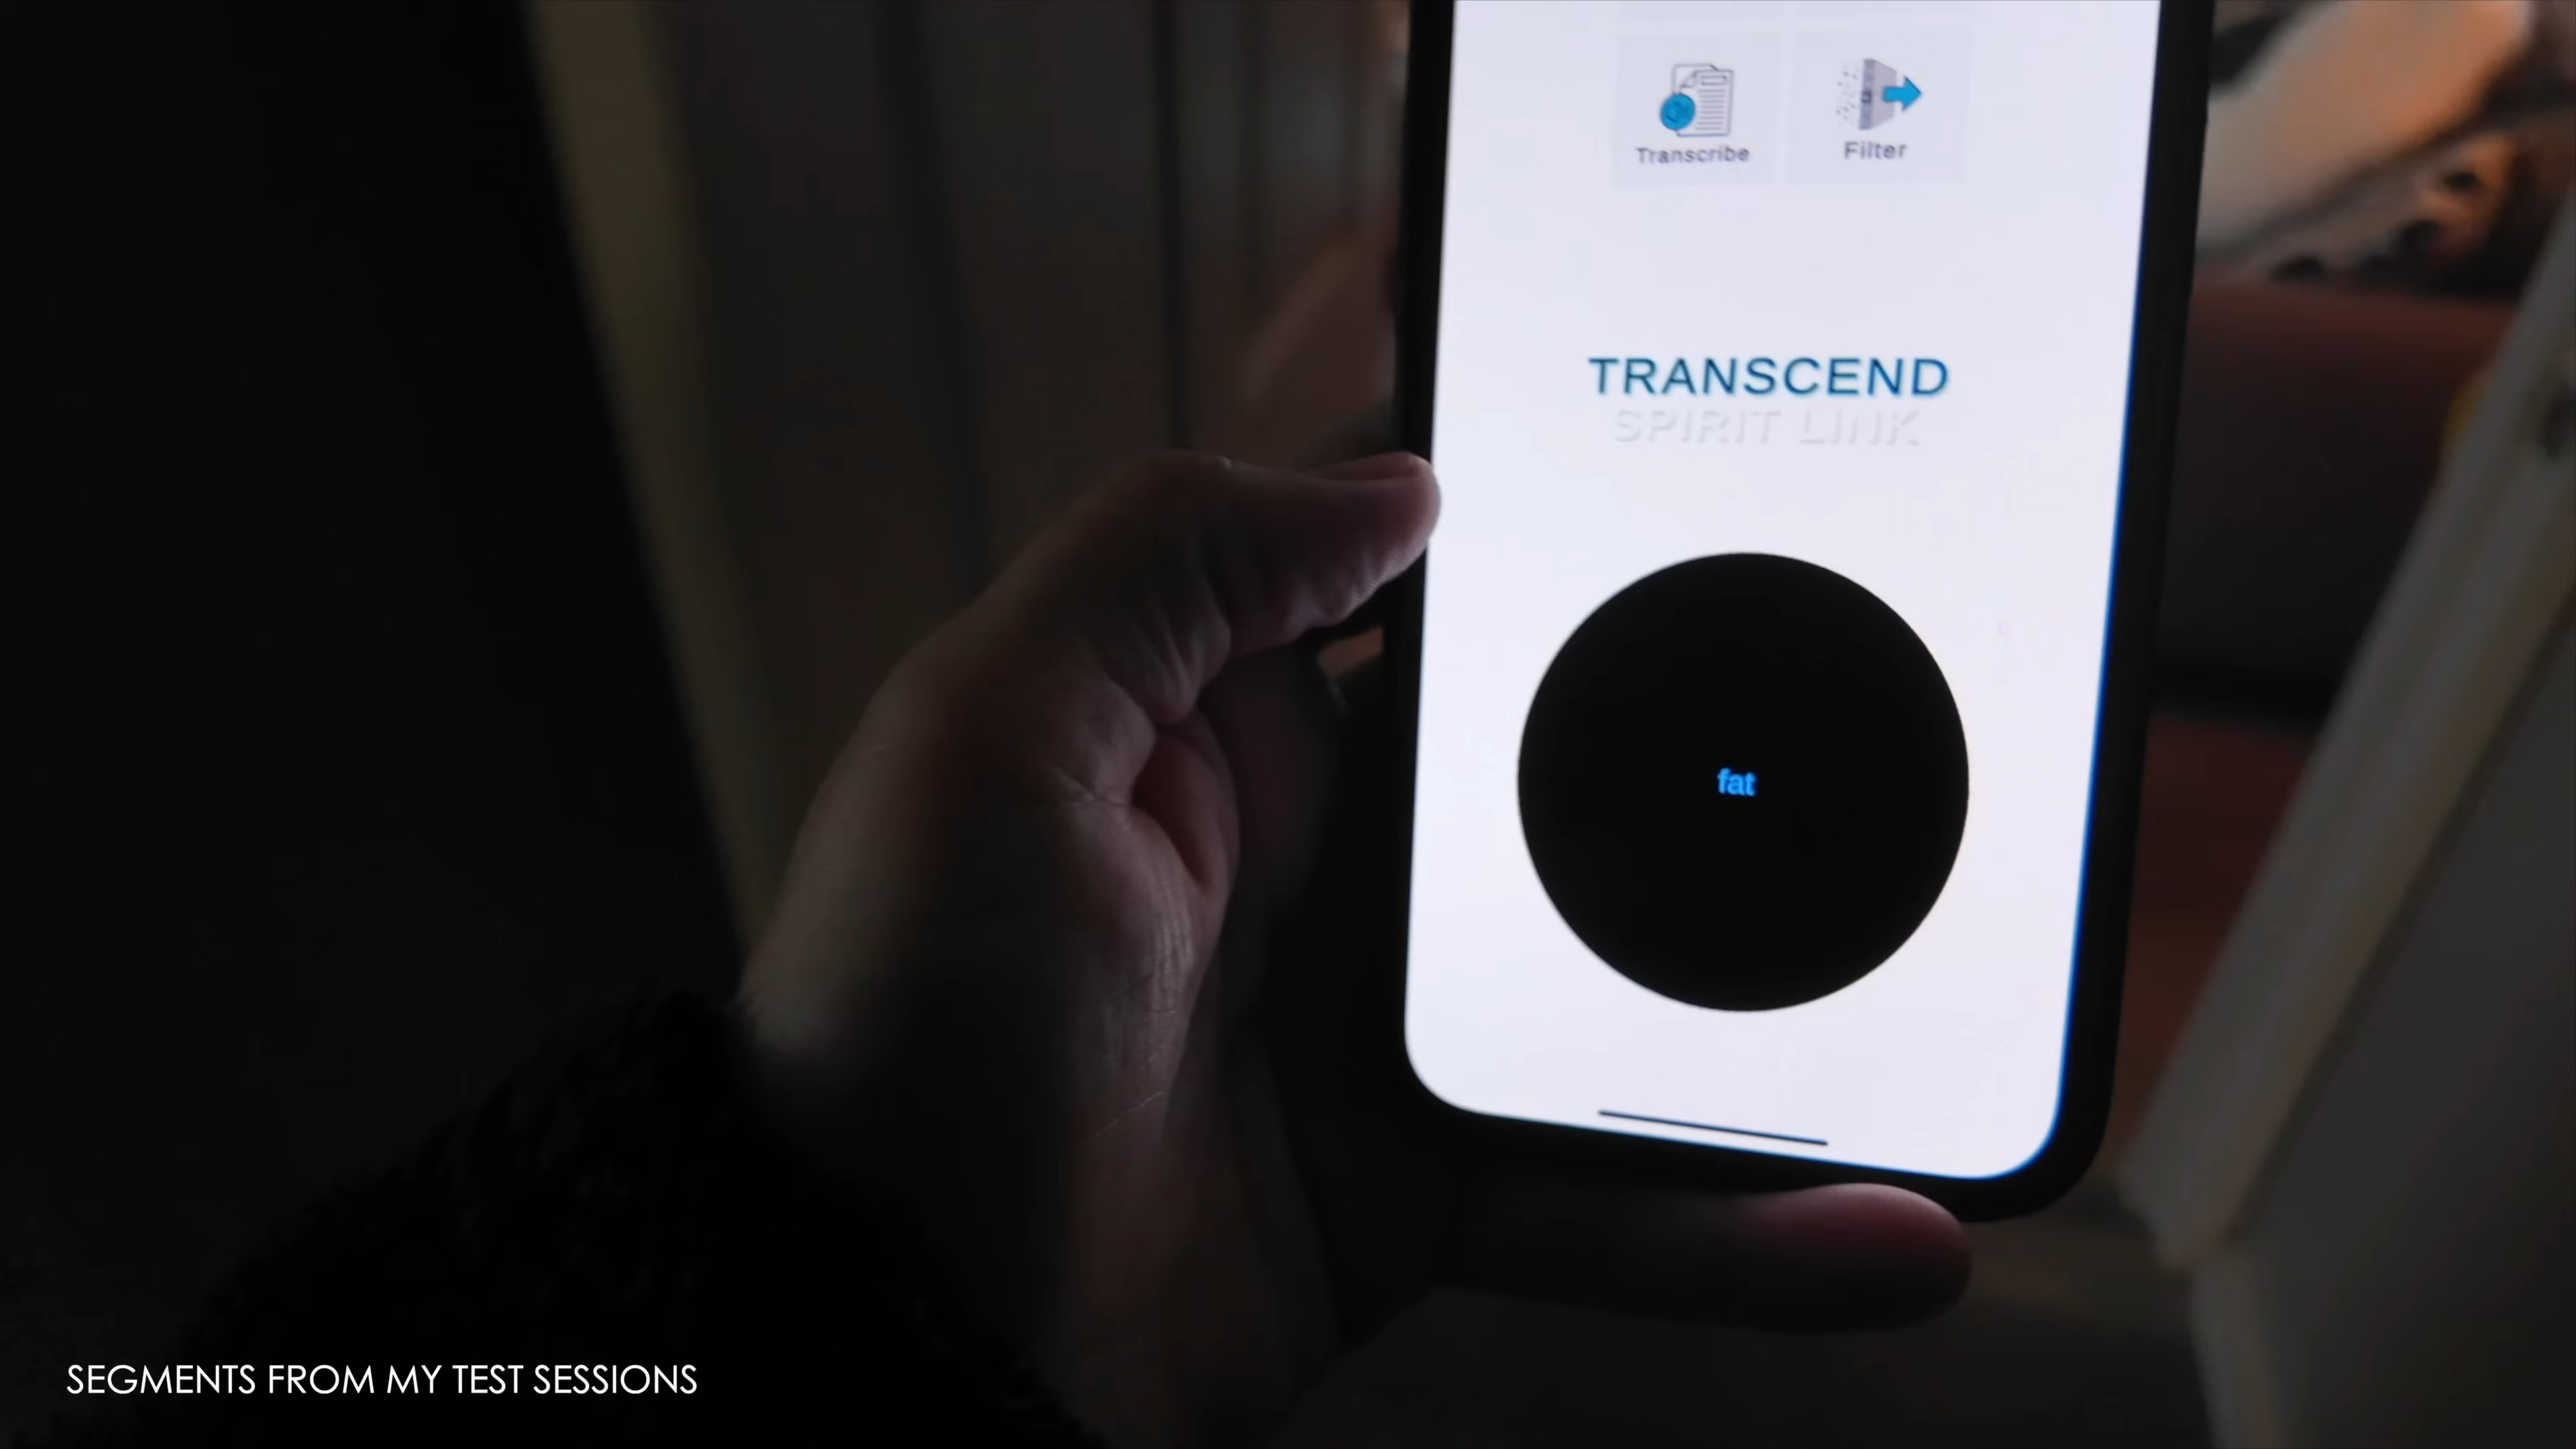 Transcribe
Filter
TRANSCEND
SPIRIT LINK
fat
SEGMENTS FROM MY TEST SESSIONS